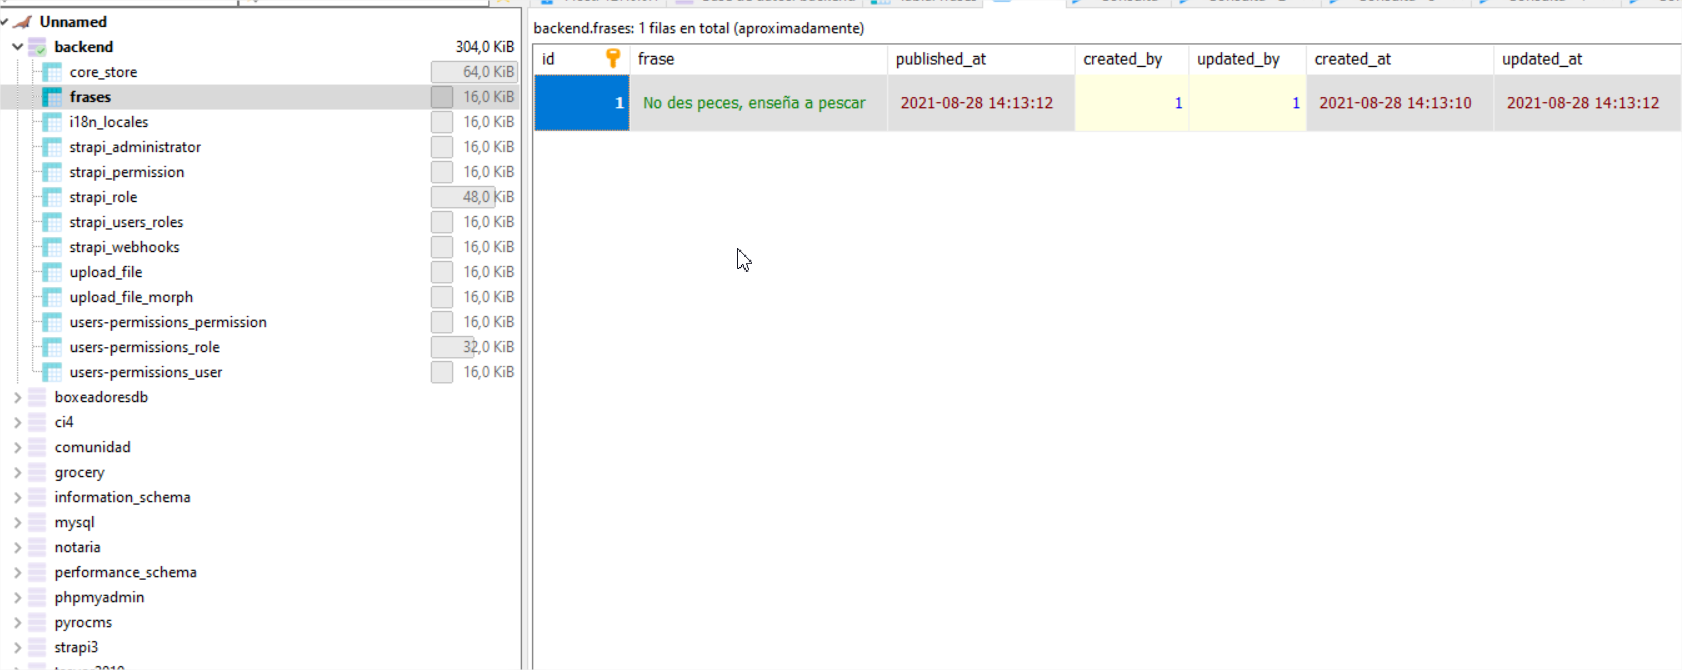 Unnamed
backend 304,0 KiB
core_store 64,0 KiB
frases 16,0 KiB
i18n_locales 16,0 KiB
strapi_administrator 16,0 KiB
strapi_permission 16,0 KiB
strapi_role 48,0 KiB
strapi_users_roles 16,0 KiB
strapi_webhooks 16,0 KiB
upload_file 16,0 KiB
upload_file_morph 16,0 KiB
users-permissions_permission 16,0 KiB
users-permissions_role 32,0 KiB
users-permissions_user 16,0 KiB
boxeadoresdb
ci4
comunidad
grocery
information_schema
mysql
notaria
performance_schema
phpmyadmin
pyrocms
strapi3
backend.frases: 1 filas en total (aproximadamente)
id frase published_at created_by updated_by created_at updated_at
1 No des peces, enseña a pescar 2021-08-28 14:13:12 1 1 2021-08-28 14:13:10 2021-08-28 14:13:12